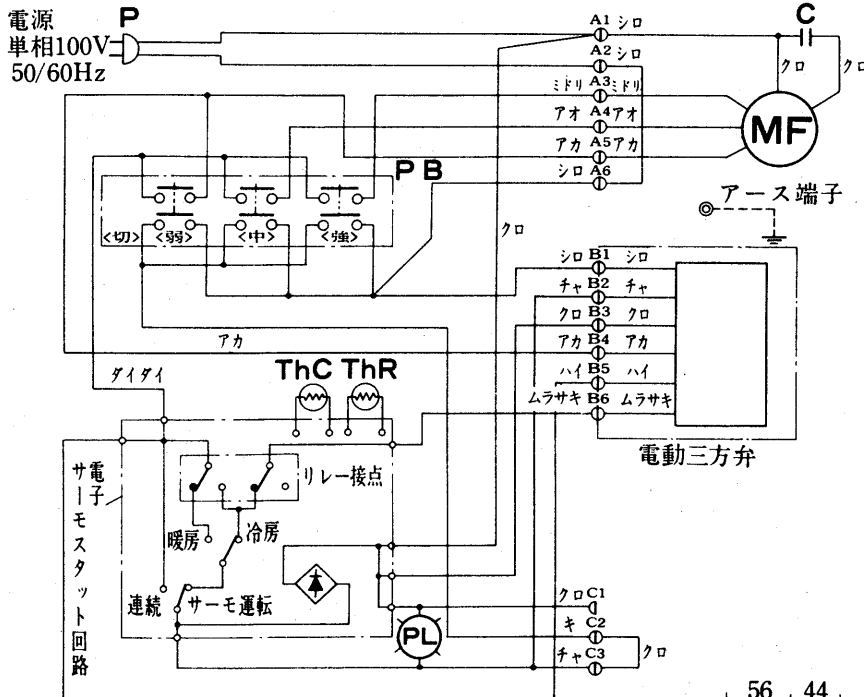 電源
単相100V
50/60Hz
P
A1 シロ
A2 シロ
ミドリ A3 ミドリ
アオ A4 アオ
アカ A5 アカ
シロ A6
C
クロ
クロ
MF
アース端子
PB
<切> <弱> <中> <強>
クロ
シロ B1 シロ
チャ B2 チャ
クロ B3 クロ
アカ B4 アカ
ハイ B5 ハイ
ムラサキ B6 ムラサキ
電動三方弁
アカ
ダイダイ
ThC ThR
電子
サーモスタット回路
リレー接点
暖房
冷房
連続
サーモ運転
PL
クロ C1
キ C2
チャ C3
クロ
56 44